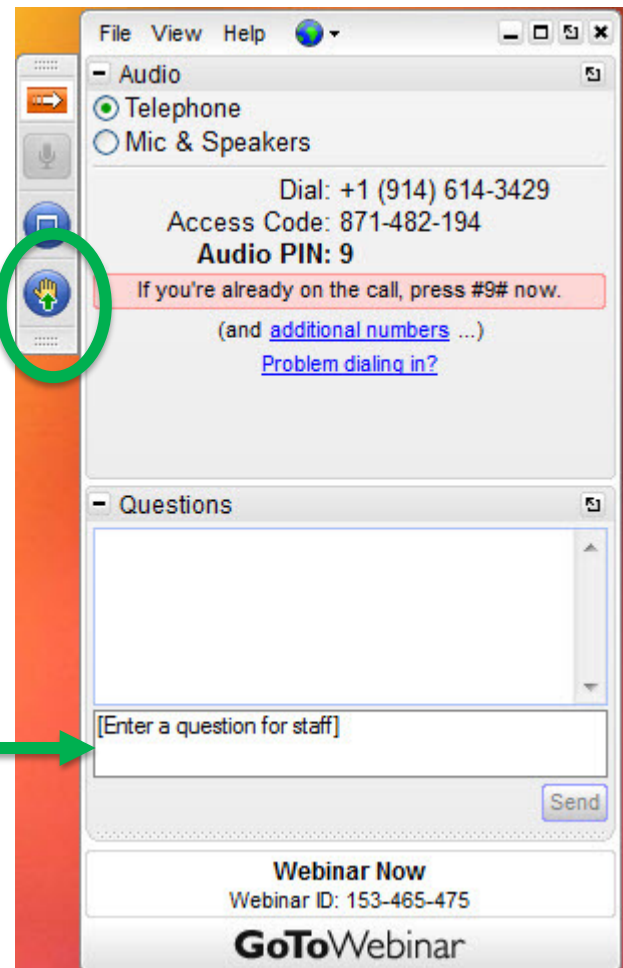 File View Help
Audio
Telephone
Mic & Speakers
Dial: +1 (914) 614-3429
Access Code: 871-482-194
Audio PIN: 9
If you're already on the call, press #9# now.
(and additional numbers ...)
Problem dialing in?
Questions
[Enter a question for staff]
Send
Webinar Now
Webinar ID: 153-465-475
GoToWebinar